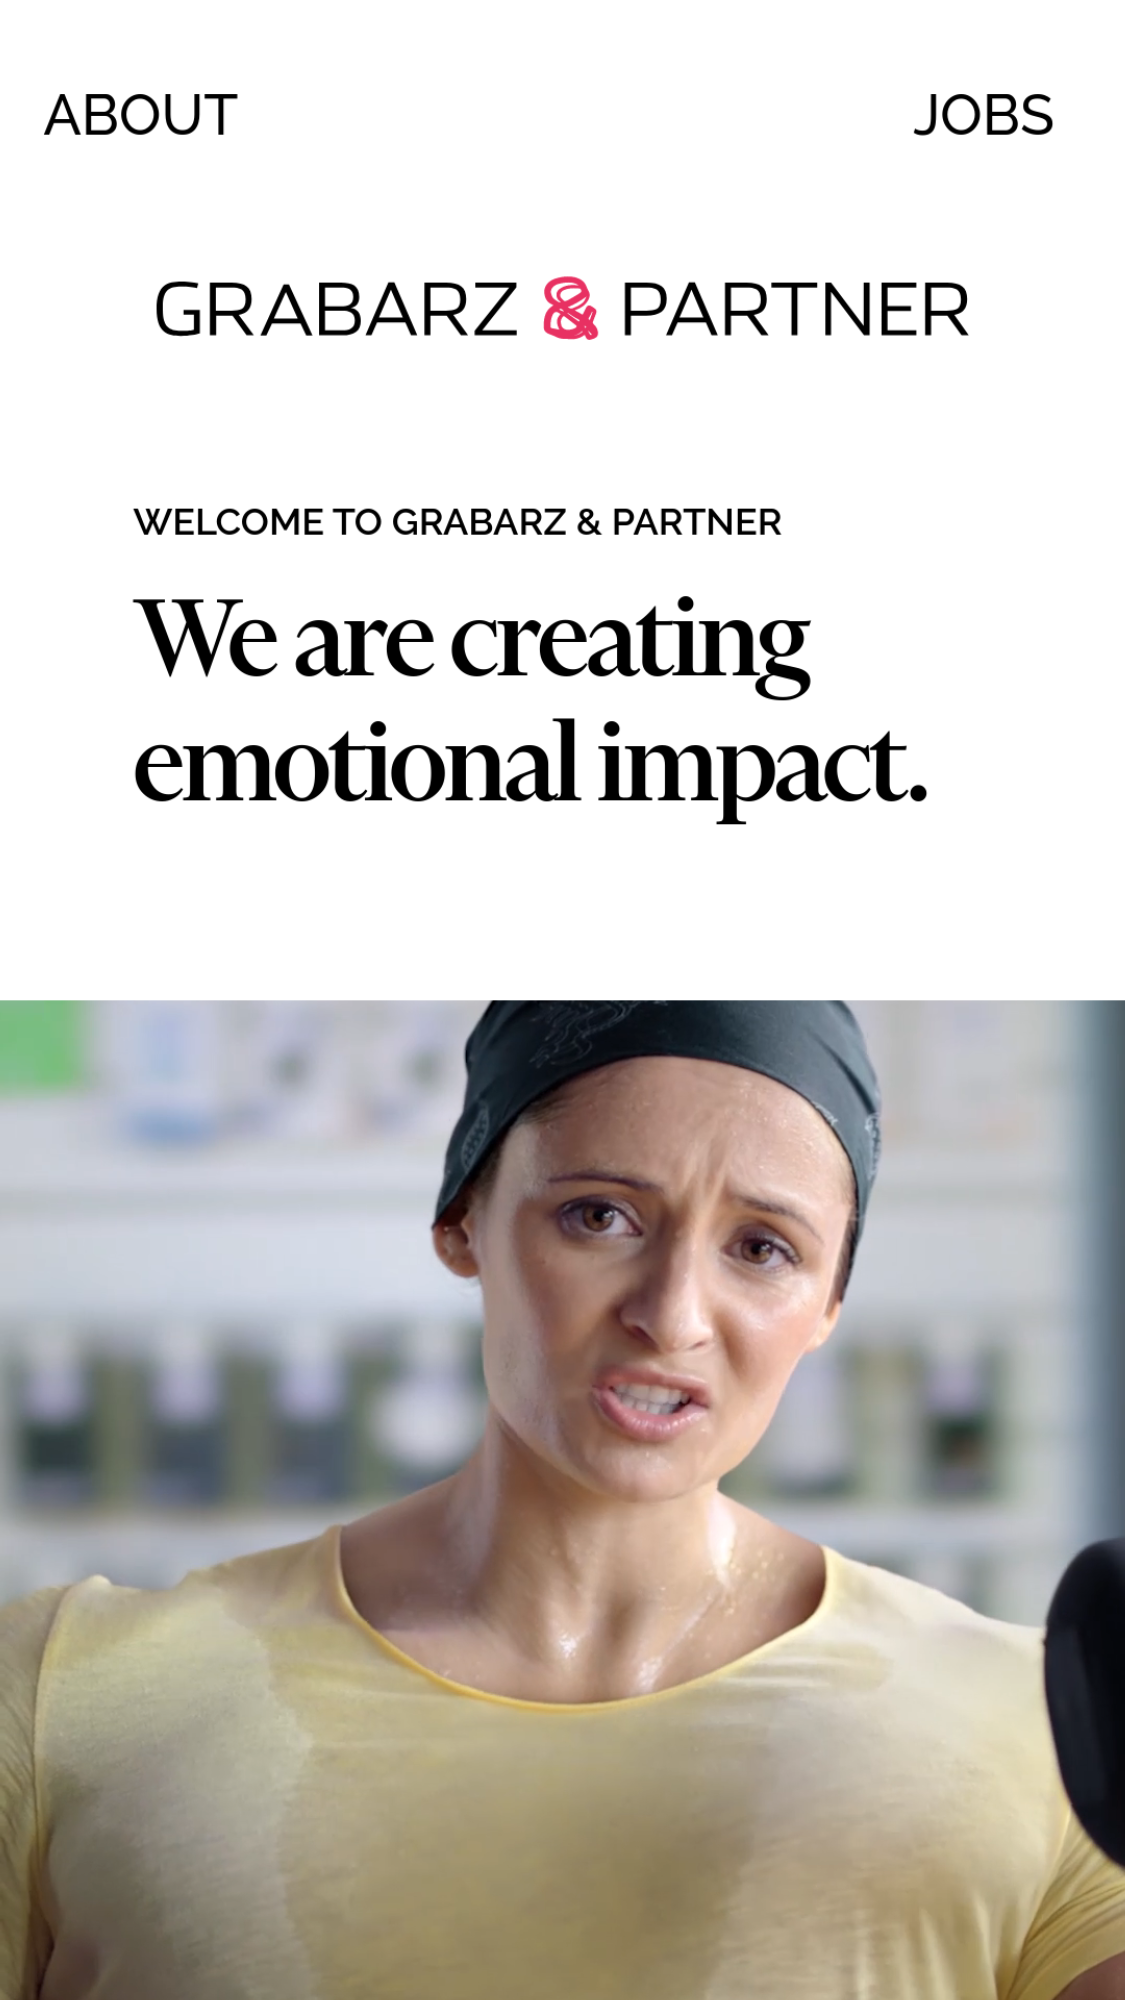 ABOUT
JOBS
GRABARZ & PARTNER
WELCOME TO GRABARZ & PARTNER
We are creating
emotional impact.